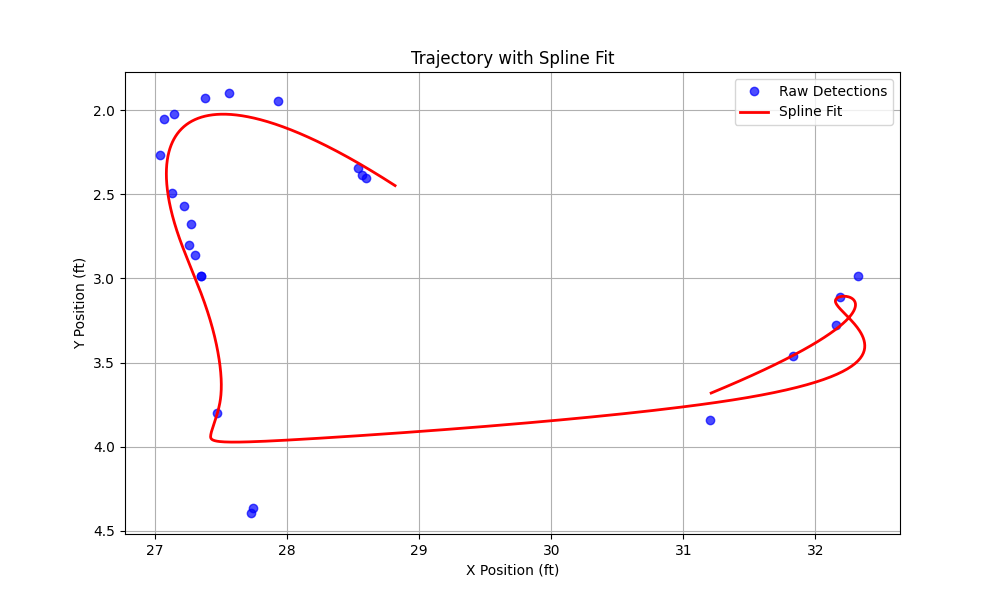 Trajectory with Spline Fit
Raw Detections
Spline Fit
2.0
2.5
3.0
3.5
4.0
4.5
Y Position (ft)
27 28 29 30 31 32
X Position (ft)